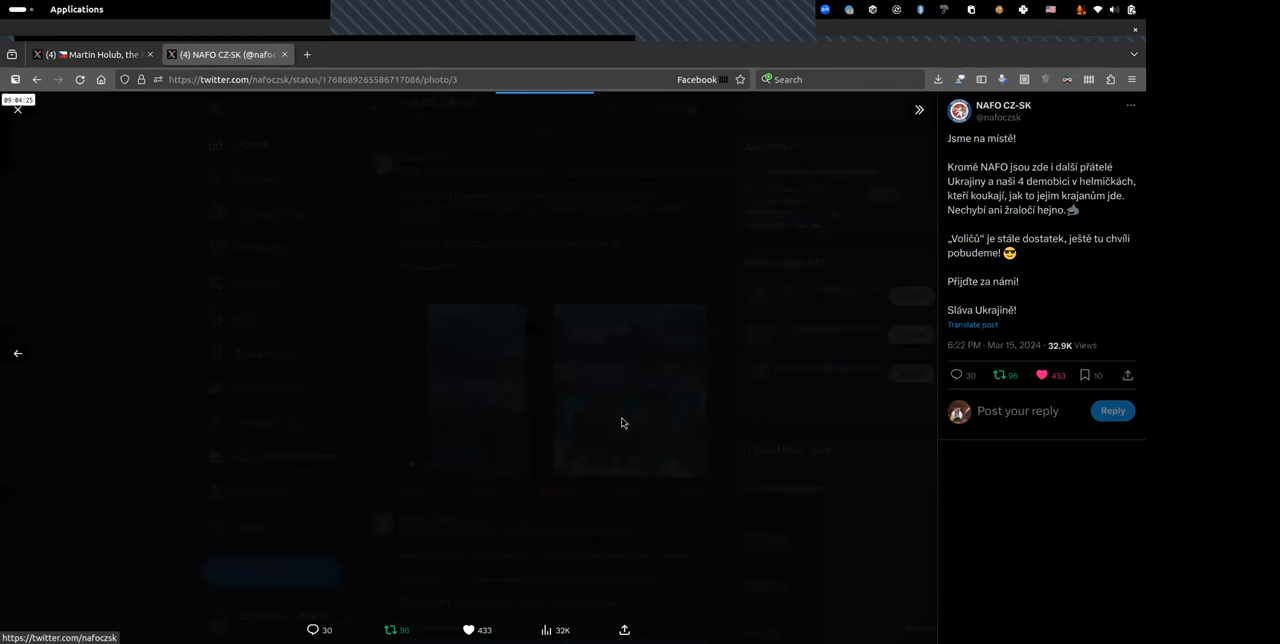 Applications
(4) 🇨🇿Martin Holub, the F
(4) NAFO CZ-SK (@nafoc
https://twitter.com/nafoczsk/status/1768689265586717086/photo/3
Facebook
Search
09:04:25
NAFO CZ-SK
@nafoczsk
Jsme na místě!
Kromě NAFO jsou zde i další přátelé
Ukrajiny a naši 4 demobici v helmičkách,
kteří koukají, jak to jejim krajanům jde.
Nechybí ani žraločí hejno.🦈
„Voličů“ je stále dostatek, ještě tu chvíli
pobudeme! 😎
Přijďte za námi!
Sláva Ukrajině!
Translate post
6:22 PM · Mar 15, 2024 · 32.9K Views
30 96 433 10
Post your reply
Reply
30 96 433 32K
https://twitter.com/nafoczsk